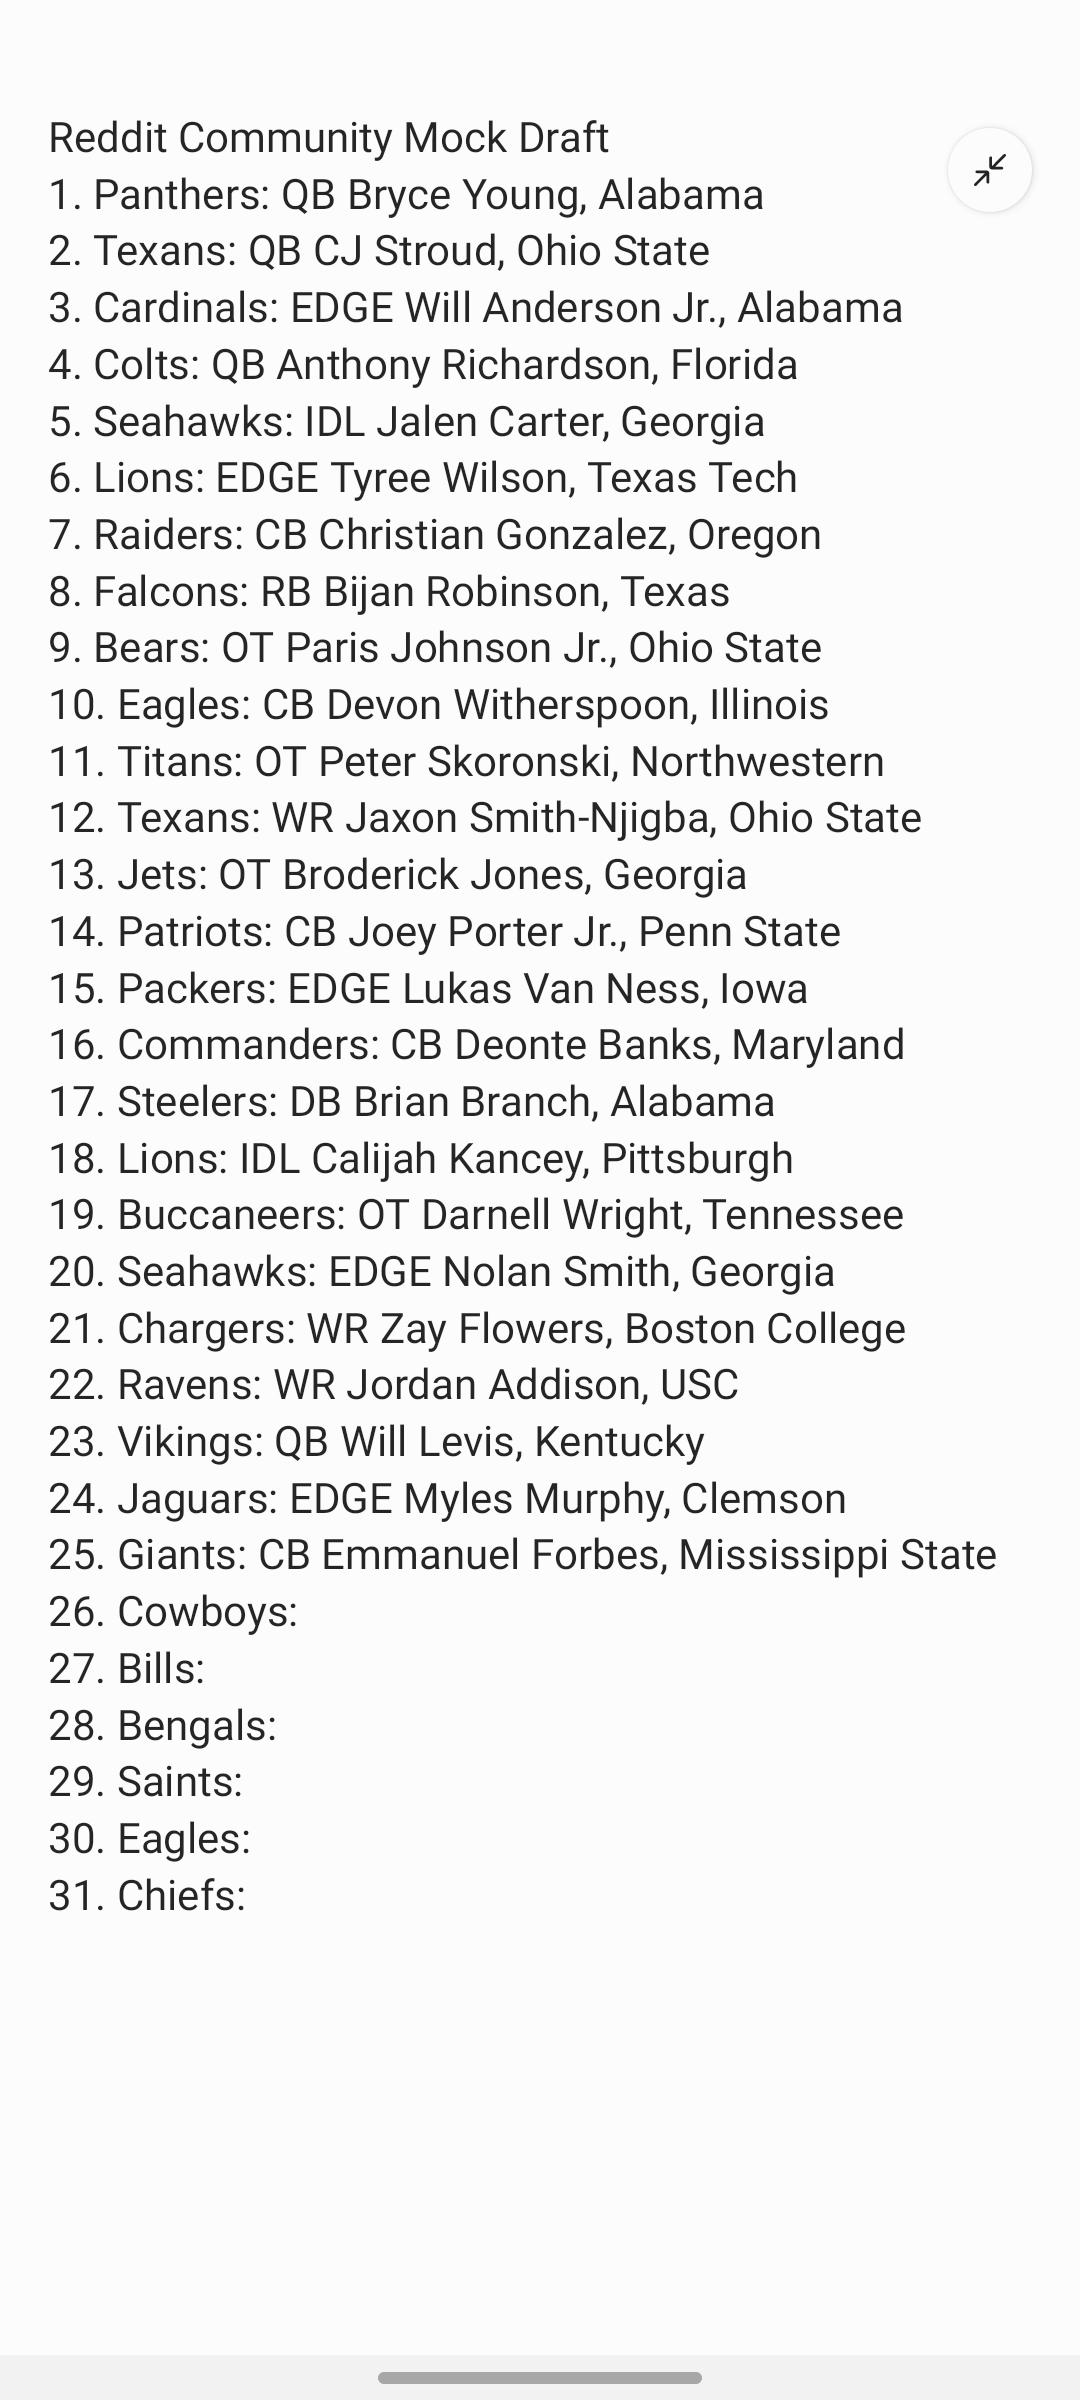 Reddit Community Mock Draft
1. Panthers: QB Bryce Young, Alabama
2. Texans: QB CJ Stroud, Ohio State
3. Cardinals: EDGE Will Anderson Jr., Alabama
4. Colts: QB Anthony Richardson, Florida
5. Seahawks: IDL Jalen Carter, Georgia
6. Lions: EDGE Tyree Wilson, Texas Tech
7. Raiders: CB Christian Gonzalez, Oregon
8. Falcons: RB Bijan Robinson, Texas
9. Bears: OT Paris Johnson Jr., Ohio State
10. Eagles: CB Devon Witherspoon, Illinois
11. Titans: OT Peter Skoronski, Northwestern
12. Texans: WR Jaxon Smith-Njigba, Ohio State
13. Jets: OT Broderick Jones, Georgia
14. Patriots: CB Joey Porter Jr., Penn State
15. Packers: EDGE Lukas Van Ness, Iowa
16. Commanders: CB Deonte Banks, Maryland
17. Steelers: DB Brian Branch, Alabama
18. Lions: IDL Calijah Kancey, Pittsburgh
19. Buccaneers: OT Darnell Wright, Tennessee
20. Seahawks: EDGE Nolan Smith, Georgia
21. Chargers: WR Zay Flowers, Boston College
22. Ravens: WR Jordan Addison, USC
23. Vikings: QB Will Levis, Kentucky
24. Jaguars: EDGE Myles Murphy, Clemson
25. Giants: CB Emmanuel Forbes, Mississippi State
26. Cowboys:
27. Bills:
28. Bengals:
29. Saints:
30. Eagles:
31. Chiefs: